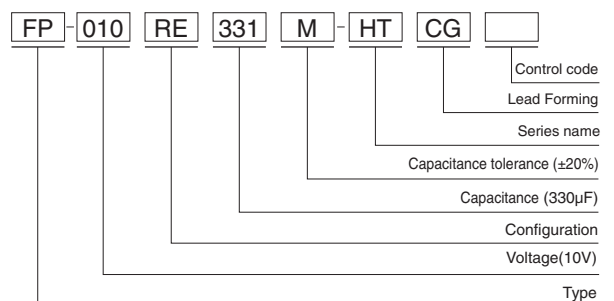 FP-010 RE 331 M-HT CG
Control code
Lead Forming
Series name
Capacitance tolerance (±20%)
Capacitance (330µF)
Configuration
Voltage(10V)
Type